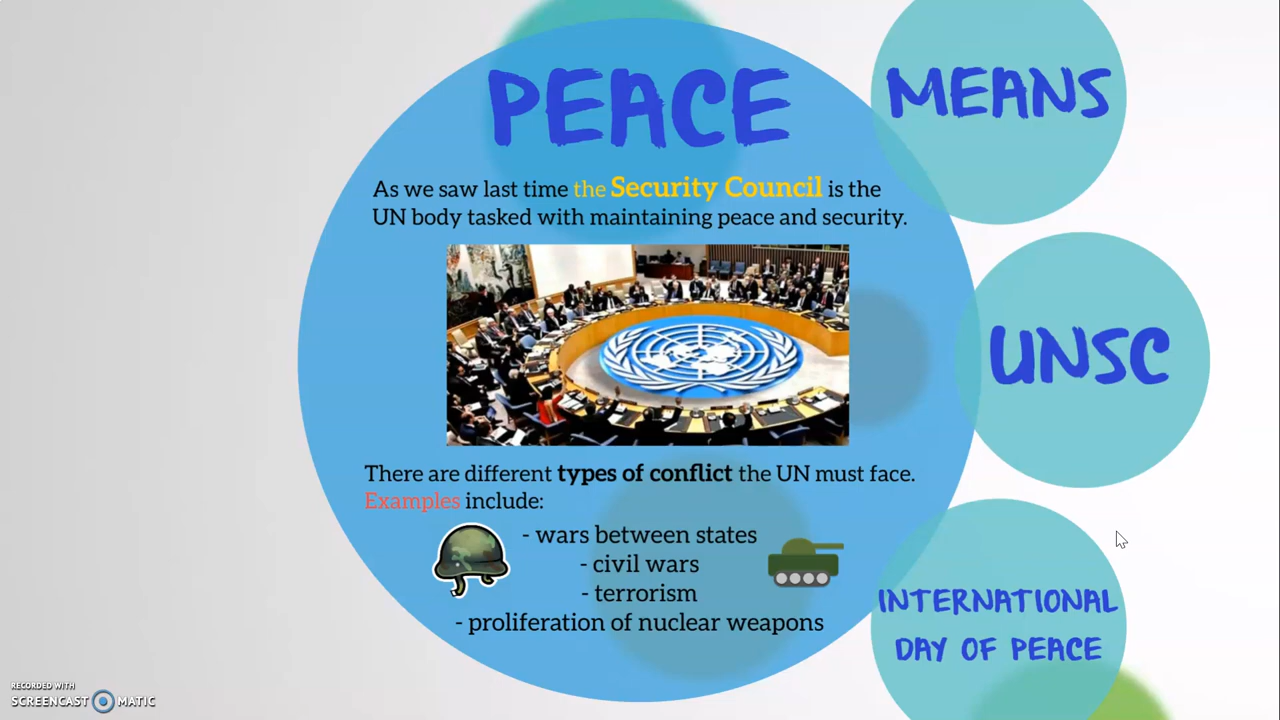 PEACE
As we saw last time the Security Council is the
UN body tasked with maintaining peace and security.
There are different types of conflict the UN must face.
Examples include:
- wars between states
- civil wars
- terrorism
- proliferation of nuclear weapons
MEANS
UNSC
INTERNATIONAL
DAY OF PEACE
RECORDED WITH
SCREENCAST MATIC